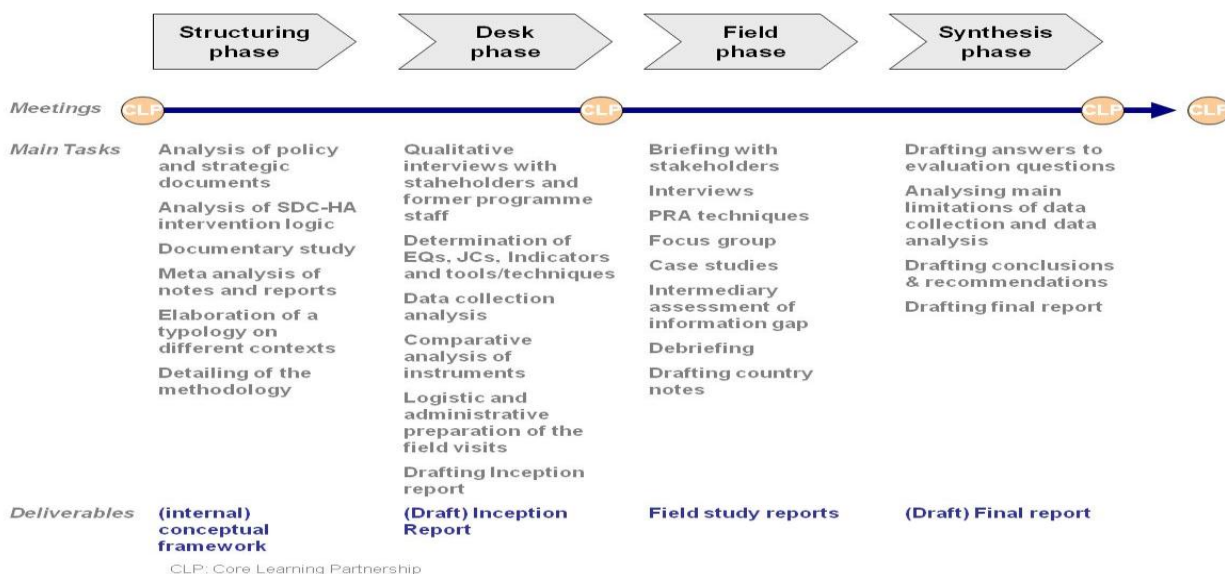 Structuring
phase
Desk
phase
Field
phase
Synthesis
phase
Meetings
CLP
CLP
CLP
CLP
Main Tasks
Analysis of policy
and strategic
documents
Analysis of SDC-HA
intervention logic
Documentary study
Meta analysis of
notes and reports
Elaboration of a
typology on
different contexts
Detailing of the
methodology
Qualitative
interviews with
staheholders and
former programme
staff
Determination of
EQs, JCs, Indicators
and tools/techniques
Data collection
analysis
Comparative
analysis of
instruments
Logistic and
administrative
preparation of the
field visits
Drafting Inception
report
Briefing with
stakeholders
Interviews
PRA techniques
Focus group
Case studies
Intermediary
assessment of
information gap
Debriefing
Drafting country
notes
Drafting answers to
evaluation questions
Analysing main
limitations of data
collection and data
analysis
Drafting conclusions
& recommendations
Drafting final report
Deliverables
(internal)
conceptual
framework
(Draft) Inception
Report
Field study reports
(Draft) Final report
CLP: Core Learning Partnership